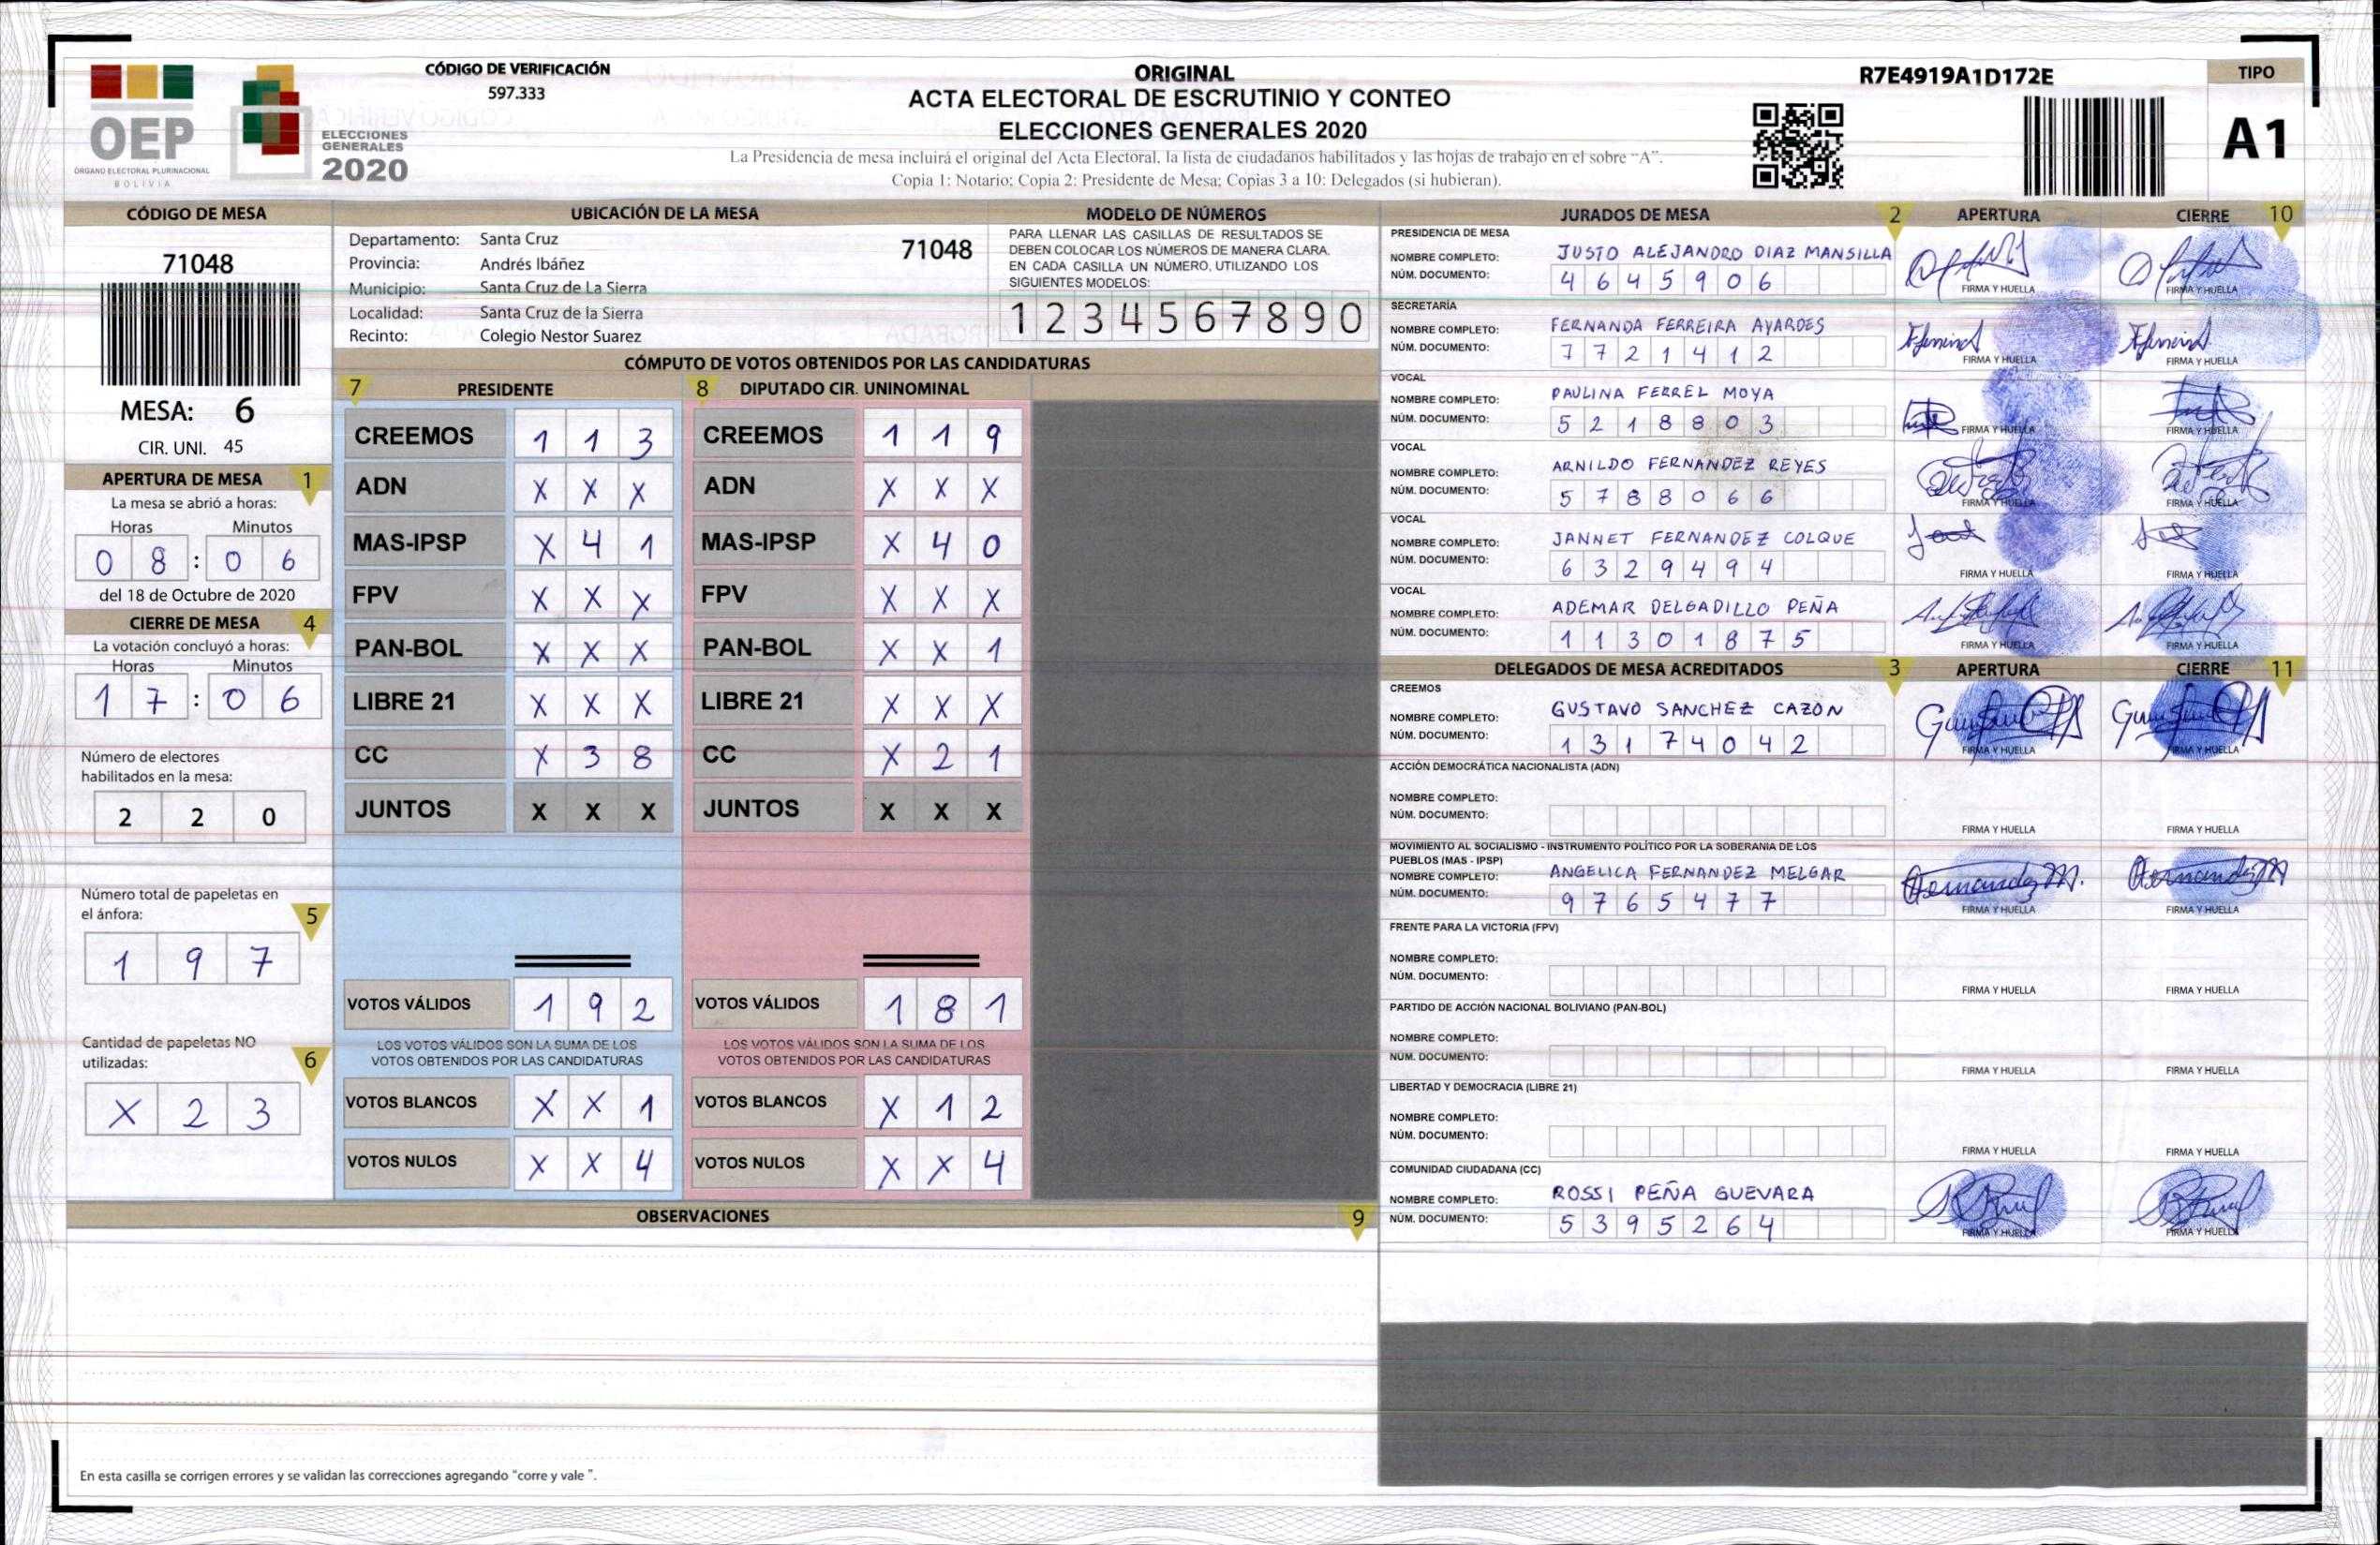 OEP
ÓRGANO ELECTORAL PLURINACIONAL
BOLIVIA
ELECCIONES
GENERALES
2020
CÓDIGO DE VERIFICACIÓN
597.333
ORIGINAL
ACTA ELECTORAL DE ESCRUTINIO Y CONTEO
ELECCIONES GENERALES 2020
La Presidencia de mesa incluirá el original del Acta Electoral, la lista de ciudadanos habilitados y las hojas de trabajo en el sobre “A”.
Copia 1: Notario; Copia 2: Presidente de Mesa; Copias 3 a 10: Delegados (si hubieran).
R7E4919A1D172E
TIPO
A1
CÓDIGO DE MESA
71048
MESA: 6
CIR. UNI. 45
APERTURA DE MESA 1
La mesa se abrió a horas:
Horas Minutos
0 8 : 0 6
del 18 de Octubre de 2020
CIERRE DE MESA 4
La votación concluyó a horas:
Horas Minutos
1 7 : 0 6
Número de electores
habilitados en la mesa:
2 2 0
Número total de papeletas en
el ánfora: 5
1 9 7
Cantidad de papeletas NO
utilizadas: 6
X 2 3
UBICACIÓN DE LA MESA
Departamento: Santa Cruz 71048
Provincia: Andrés Ibáñez
Municipio: Santa Cruz de La Sierra
Localidad: Santa Cruz de la Sierra
Recinto: Colegio Nestor Suarez
MODELO DE NÚMEROS
PARA LLENAR LAS CASILLAS DE RESULTADOS SE
DEBEN COLOCAR LOS NÚMEROS DE MANERA CLARA.
EN CADA CASILLA UN NÚMERO, UTILIZANDO LOS
SIGUIENTES MODELOS:
1 2 3 4 5 6 7 8 9 0
CÓMPUTO DE VOTOS OBTENIDOS POR LAS CANDIDATURAS
7 PRESIDENTE 8 DIPUTADO CIR. UNINOMINAL
CREEMOS 1 1 3 CREEMOS 1 1 9
ADN X X X ADN X X X
MAS-IPSP X 4 1 MAS-IPSP X 4 0
FPV X X X FPV X X X
PAN-BOL X X X PAN-BOL X X 1
LIBRE 21 X X X LIBRE 21 X X X
CC X 3 8 CC X 2 1
JUNTOS X X X JUNTOS X X X
VOTOS VÁLIDOS 1 9 2 VOTOS VÁLIDOS 1 8 1
LOS VOTOS VÁLIDOS SON LA SUMA DE LOS LOS VOTOS VÁLIDOS SON LA SUMA DE LOS
VOTOS OBTENIDOS POR LAS CANDIDATURAS VOTOS OBTENIDOS POR LAS CANDIDATURAS
VOTOS BLANCOS X X 1 VOTOS BLANCOS X 1 2
VOTOS NULOS X X 4 VOTOS NULOS X X 4
OBSERVACIONES 9
En esta casilla se corrigen errores y se validan las correcciones agregando "corre y vale ".
JURADOS DE MESA 2 APERTURA CIERRE 10
PRESIDENCIA DE MESA
NOMBRE COMPLETO: JUSTO ALEJANDRO DIAZ MANSILLA
NÚM. DOCUMENTO: 4 6 4 5 9 0 6
FIRMA Y HUELLA FIRMA Y HUELLA
SECRETARÍA
NOMBRE COMPLETO: FERNANDA FERREIRA AYARDES
NÚM. DOCUMENTO: 7 7 2 1 4 1 2
FIRMA Y HUELLA FIRMA Y HUELLA
VOCAL
NOMBRE COMPLETO: PAULINA FERREL MOYA
NÚM. DOCUMENTO: 5 2 1 8 8 0 3
FIRMA Y HUELLA FIRMA Y HUELLA
VOCAL
NOMBRE COMPLETO: ARNILDO FERNANDEZ REYES
NÚM. DOCUMENTO: 5 7 8 8 0 6 6
FIRMA Y HUELLA FIRMA Y HUELLA
VOCAL
NOMBRE COMPLETO: JANNET FERNANDEZ COLQUE
NÚM. DOCUMENTO: 6 3 2 9 4 9 4
FIRMA Y HUELLA FIRMA Y HUELLA
VOCAL
NOMBRE COMPLETO: ADEMAR DELGADILLO PEÑA
NÚM. DOCUMENTO: 1 1 3 0 1 8 7 5
FIRMA Y HUELLA FIRMA Y HUELLA
DELEGADOS DE MESA ACREDITADOS 3 APERTURA CIERRE 11
CREEMOS
NOMBRE COMPLETO: GUSTAVO SANCHEZ CAZÓN
NÚM. DOCUMENTO: 1 3 1 7 4 0 4 2
FIRMA Y HUELLA FIRMA Y HUELLA
ACCIÓN DEMOCRÁTICA NACIONALISTA (ADN)
NOMBRE COMPLETO:
NÚM. DOCUMENTO:
FIRMA Y HUELLA FIRMA Y HUELLA
MOVIMIENTO AL SOCIALISMO - INSTRUMENTO POLÍTICO POR LA SOBERANIA DE LOS
PUEBLOS (MAS - IPSP)
NOMBRE COMPLETO: ANGELICA FERNANDEZ MELGAR
NÚM. DOCUMENTO: 9 7 6 5 4 7 7
FIRMA Y HUELLA FIRMA Y HUELLA
FRENTE PARA LA VICTORIA (FPV)
NOMBRE COMPLETO:
NÚM. DOCUMENTO:
FIRMA Y HUELLA FIRMA Y HUELLA
PARTIDO DE ACCIÓN NACIONAL BOLIVIANO (PAN-BOL)
NOMBRE COMPLETO:
NÚM. DOCUMENTO:
FIRMA Y HUELLA FIRMA Y HUELLA
LIBERTAD Y DEMOCRACIA (LIBRE 21)
NOMBRE COMPLETO:
NÚM. DOCUMENTO:
FIRMA Y HUELLA FIRMA Y HUELLA
COMUNIDAD CIUDADANA (CC)
NOMBRE COMPLETO: ROSSI PEÑA GUEVARA
NÚM. DOCUMENTO: 5 3 9 5 2 6 4
FIRMA Y HUELLA FIRMA Y HUELLA